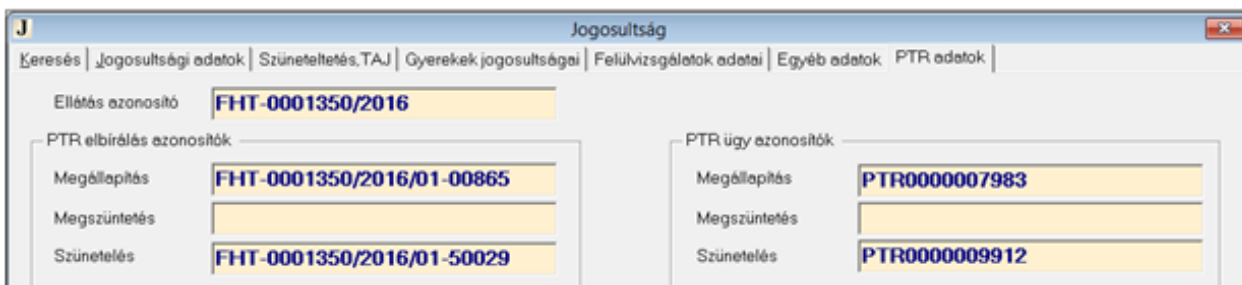 J Jogosultság
Keresés Jogosultsági adatok Szüneteltetés,TAJ Gyerekek jogosultságai Felülvizsgálatok adatai Egyéb adatok PTR adatok
Ellátás azonosító FHT-0001350/2016
PTR elbírálás azonosítók
Megállapítás FHT-0001350/2016/01-00865
Megszüntetés
Szünetelés FHT-0001350/2016/01-50029
PTR ügy azonosítók
Megállapítás PTR0000007983
Megszüntetés
Szünetelés PTR0000009912